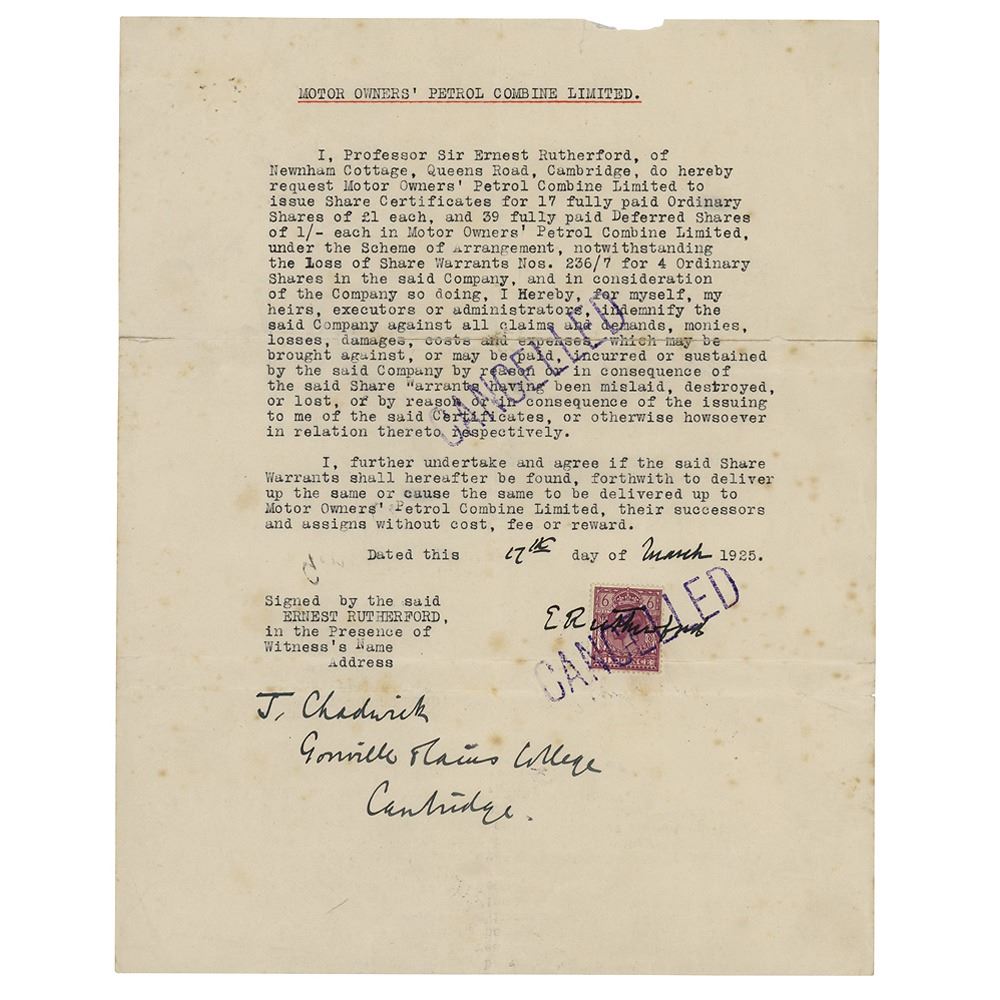 MOTOR OWNERS' PETROL COMBINE LIMITED.
I, Professor Sir Ernest Rutherford, of
Newnham Cottage, Queens Road, Cambridge, do hereby
request Motor Owners' Petrol Combine Limited to
issue Share Certificates for 17 fully paid Ordinary
Shares of £1 each, and 39 fully paid Deferred Shares
of 1/- each in Motor Owners' Petrol Combine Limited,
under the Scheme of Arrangement, notwithstanding
the Loss of Share Warrants Nos. 236/7 for 4 Ordinary
Shares in the said Company, and in consideration
of the Company so doing, I Hereby, for myself, my
heirs, executors or administrators, indemnify the
said Company against all claims and demands, monies,
losses, damages, costs and expenses, which may be
brought against, or may be paid, incurred or sustained
by the said Company by reason or in consequence of
the said Share Warrants having been mislaid, destroyed,
or lost, of by reason or in consequence of the issuing
to me of the said Certificates, or otherwise howsoever
in relation thereto respectively.
CANCELLED
I, further undertake and agree if the said Share
Warrants shall hereafter be found, forthwith to deliver
up the same or cause the same to be delivered up to
Motor Owners' Petrol Combine Limited, their successors
and assigns without cost, fee or reward.
Dated this 17th day of March 1925.
Signed by the said
ERNEST RUTHERFORD,
in the Presence of
Witness's Name
Address
E Rutherford
6 6
CANCELLED
J. Chadwick
Gonville & Caius College
Cambridge.